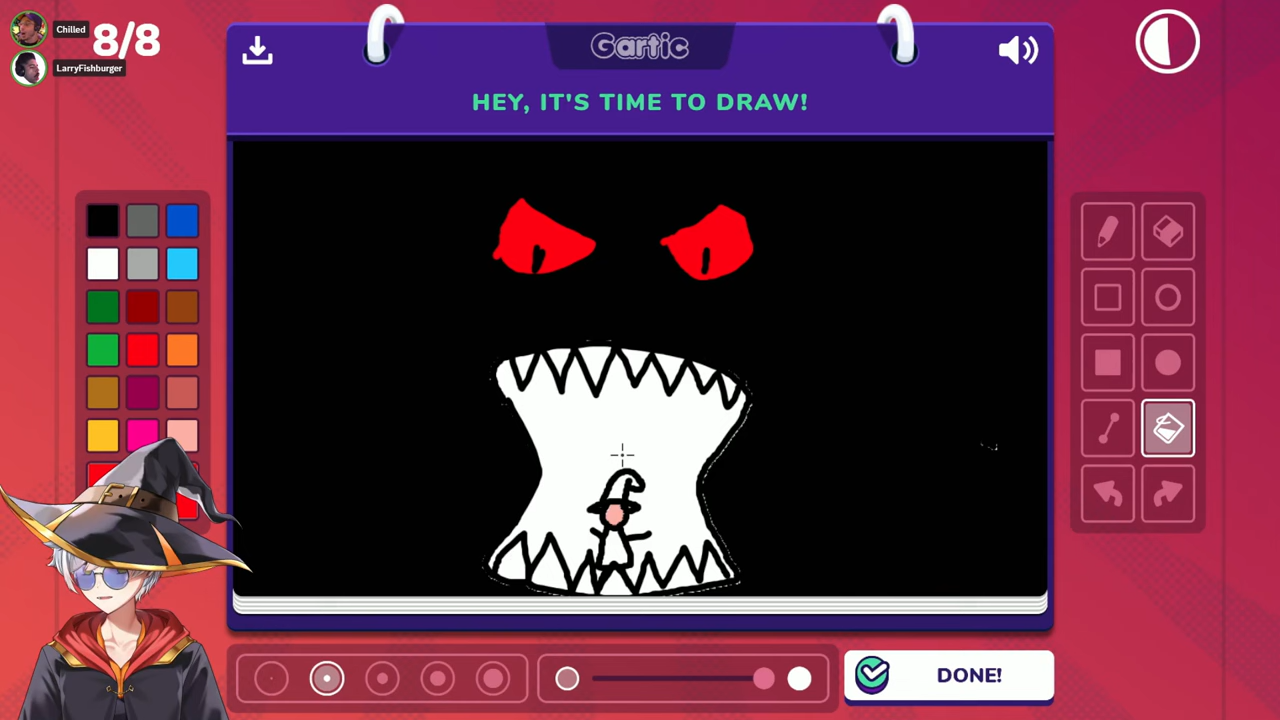 Chilled
8/8
LarryFishburger
Gartic
HEY, IT'S TIME TO DRAW!
DONE!